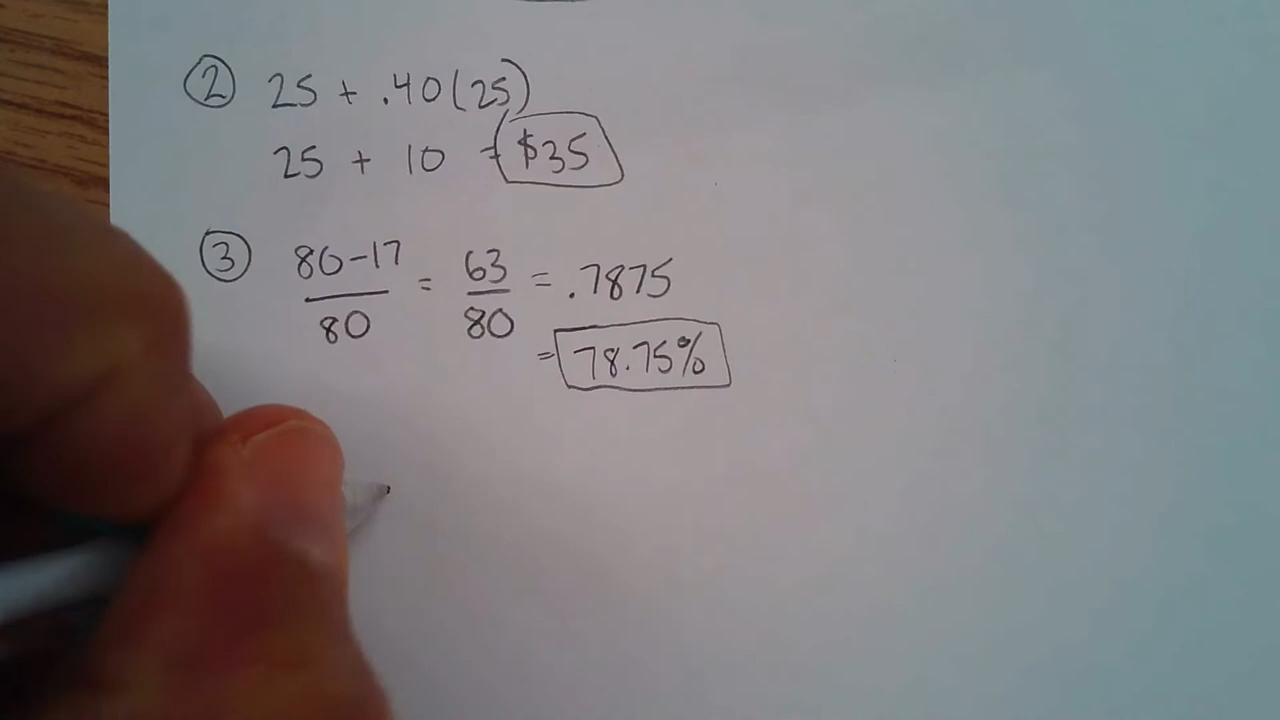 ② 25 + .40(25)
25 + 10 = $35
③ 80-17/80 = 63/80 = .7875
= 78.75%